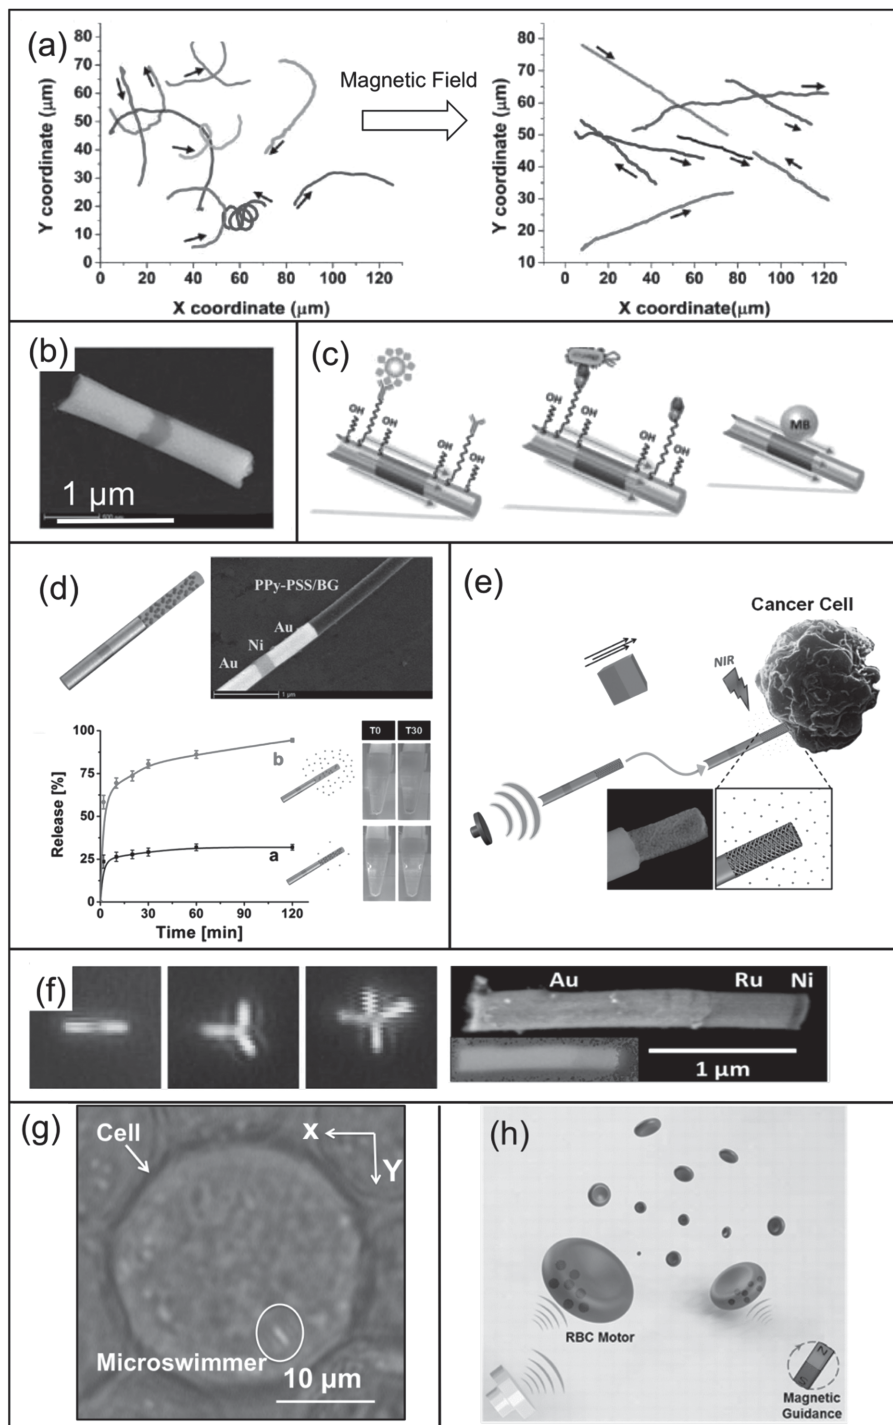 (a)
80
70
60
50
40
30
20
10
0
Y coordinate (μm)
0
20
40
60
80
100
120
X coordinate (μm)
Magnetic Field
80
70
60
50
40
30
20
10
Y coordinate (μm)
0
20
40
60
80
100
120
X coordinate(μm)
(b)
1 μm
(c)
OH
OH
OH
OH
OH
OH
OH
OH
MB
(d)
PPy-PSS/BG
Au
Ni
Au
1 μm
100
75
50
25
0
Release [%]
b
a
0
30
60
90
120
Time [min]
T0
T30
(e)
Cancer Cell
NIR
(f)
Au
Ru
Ni
1 μm
(g)
Cell
X
Y
Microswimmer
10 μm
(h)
RBC Motor
N
S
Magnetic
Guidance